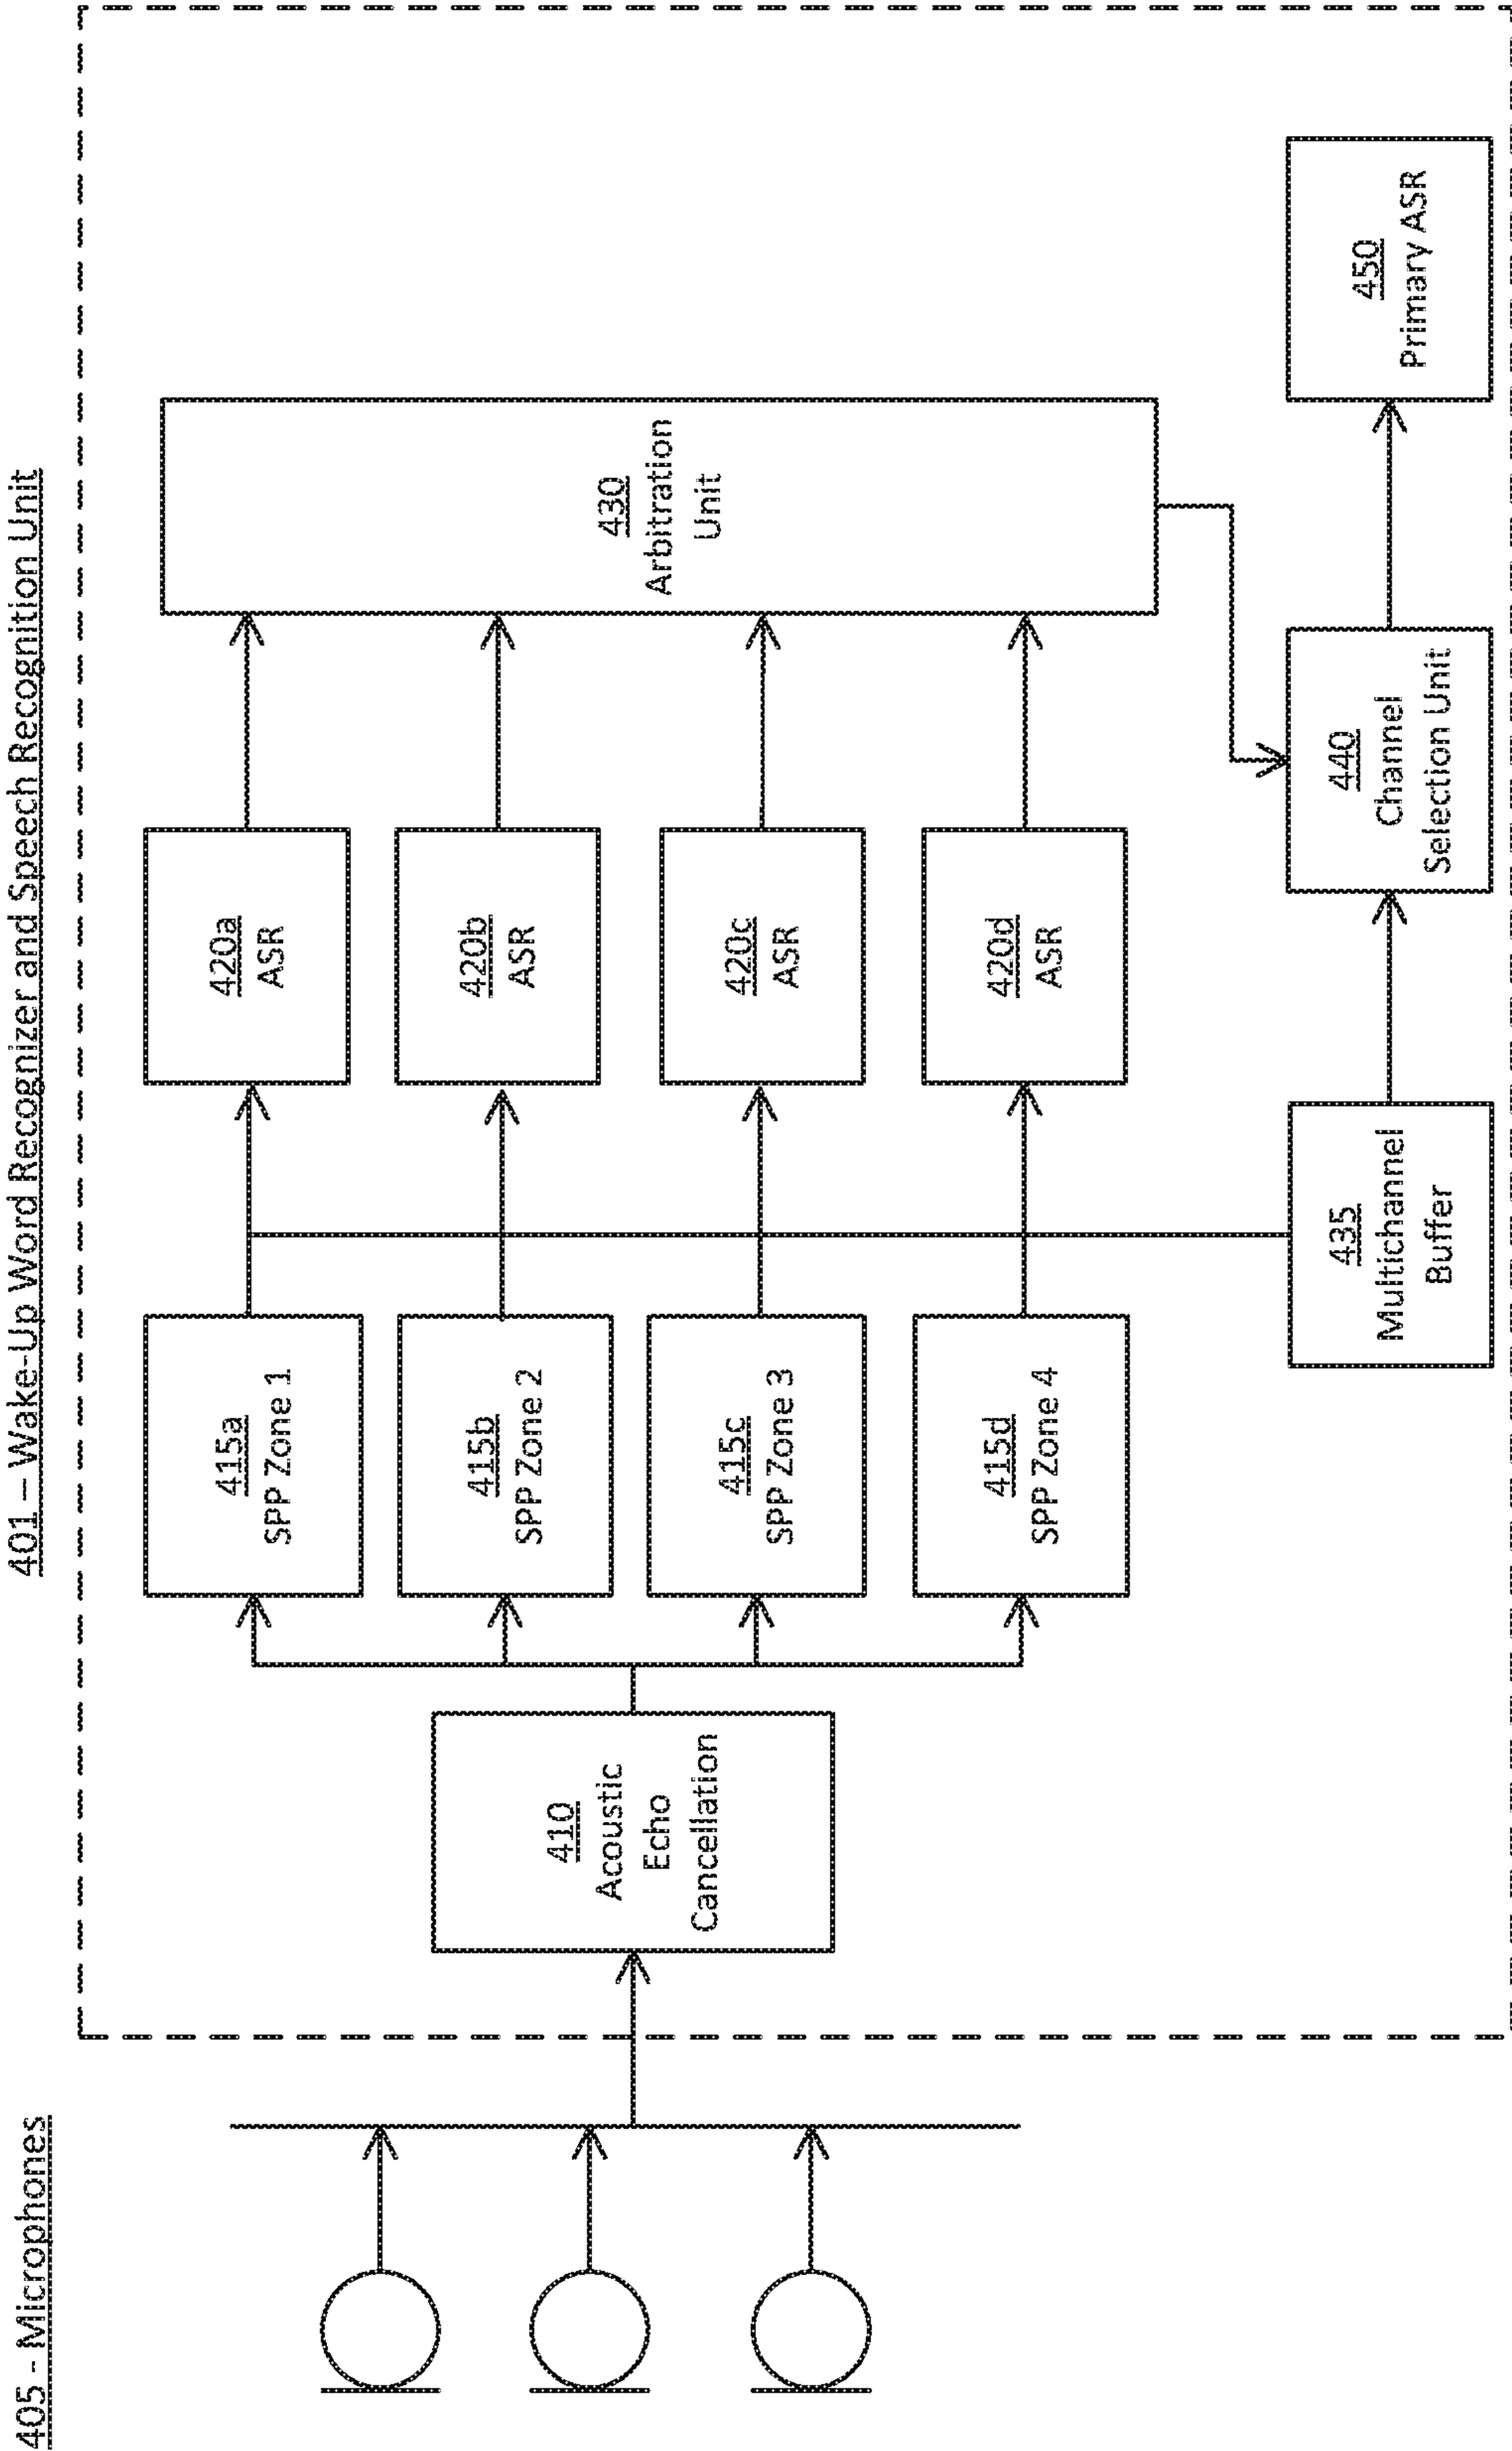 401 – Wake-Up Word Recognizer and Speech Recognition Unit
405 - Microphones
410
Acoustic
Echo
Cancellation
415a
SPP Zone 1
415b
SPP Zone 2
415c
SPP Zone 3
415d
SPP Zone 4
420a
ASR
420b
ASR
420c
ASR
420d
ASR
430
Arbitration
Unit
435
Multichannel
Buffer
440
Channel
Selection Unit
450
Primary ASR